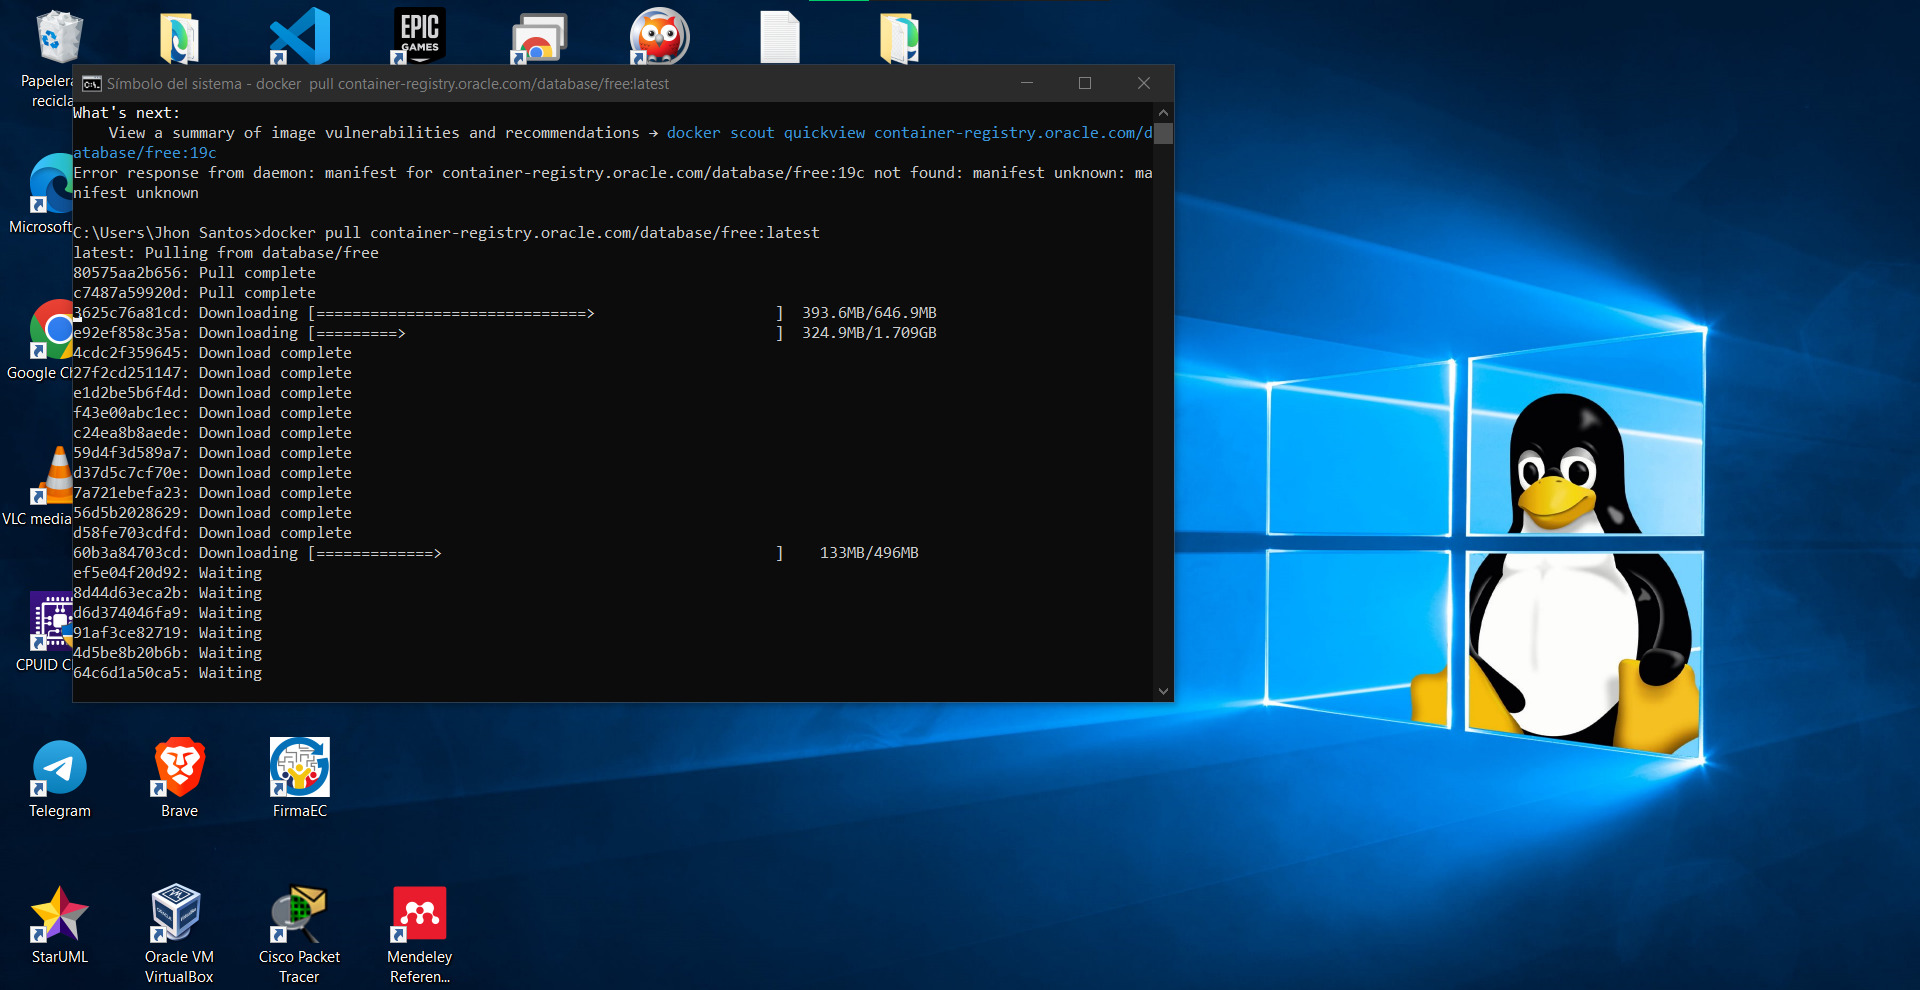 EPIC
GAMES
Papelera
recicla
Símbolo del sistema - docker  pull container-registry.oracle.com/database/free:latest
What's next:
    View a summary of image vulnerabilities and recommendations → docker scout quickview container-registry.oracle.com/d
atabase/free:19c
Error response from daemon: manifest for container-registry.oracle.com/database/free:19c not found: manifest unknown: ma
nifest unknown
C:\Users\Jhon Santos>docker pull container-registry.oracle.com/database/free:latest
latest: Pulling from database/free
80575aa2b656: Pull complete
c7487a59920d: Pull complete
3625c76a81cd: Downloading [==============================>                    ]  393.6MB/646.9MB
e92ef858c35a: Downloading [=========>                                         ]  324.9MB/1.709GB
4cdc2f359645: Download complete
27f2cd251147: Download complete
e1d2be5b6f4d: Download complete
f43e00abc1ec: Download complete
c24ea8b8aede: Download complete
59d4f3d589a7: Download complete
d37d5c7cf70e: Download complete
7a721ebefa23: Download complete
56d5b2028629: Download complete
d58fe703cdfd: Download complete
60b3a84703cd: Downloading [=============>                                     ]    133MB/496MB
ef5e04f20d92: Waiting
8d44d63eca2b: Waiting
d6d374046fa9: Waiting
91af3ce82719: Waiting
4d5be8b20b6b: Waiting
64c6d1a50ca5: Waiting
Microsoft
Google Ch
VLC media
CPUID C
Telegram
Brave
FirmaEC
StarUML
Oracle VM
VirtualBox
Cisco Packet
Tracer
Mendeley
Referen...